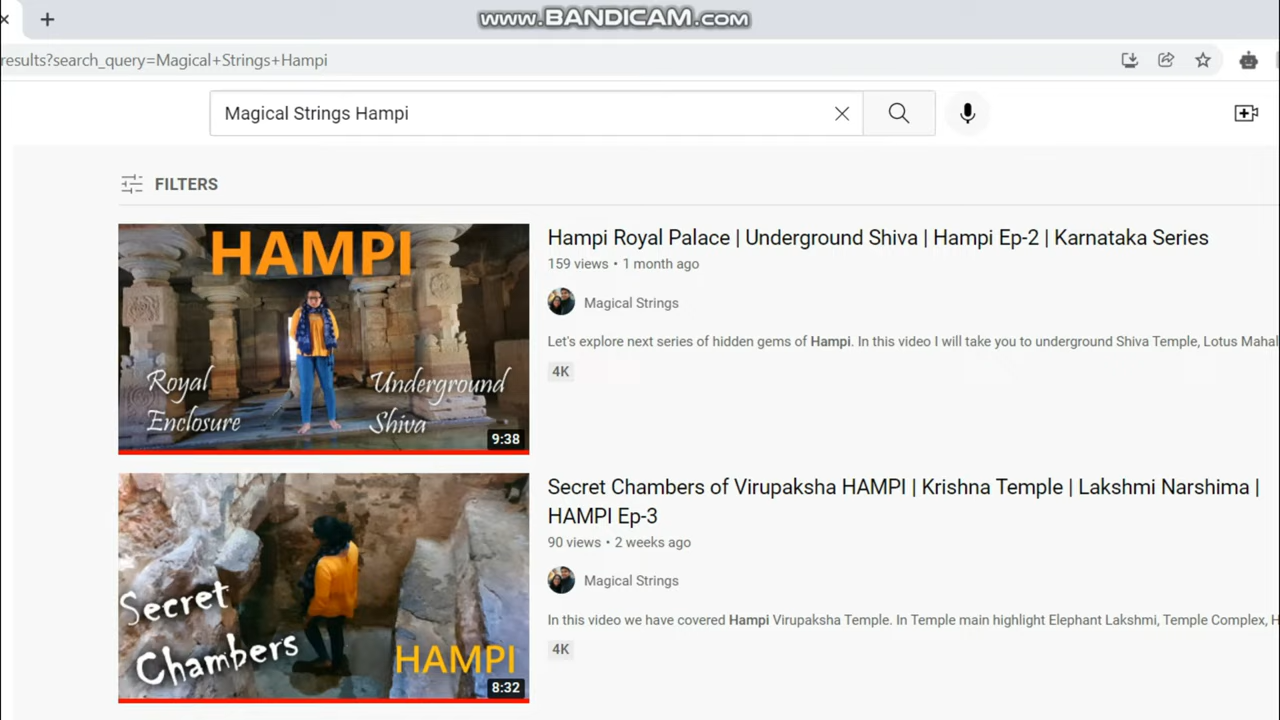 www.BANDICAM.com
results?search_query=Magical+Strings+Hampi
Magical Strings Hampi
FILTERS
HAMPI
Royal Enclosure
Underground Shiva
9:38
Hampi Royal Palace | Underground Shiva | Hampi Ep-2 | Karnataka Series
159 views • 1 month ago
Magical Strings
Let's explore next series of hidden gems of Hampi. In this video I will take you to underground Shiva Temple, Lotus Mahal
4K
Secret Chambers
HAMPI
8:32
Secret Chambers of Virupaksha HAMPI | Krishna Temple | Lakshmi Narshima |
HAMPI Ep-3
90 views • 2 weeks ago
Magical Strings
In this video we have covered Hampi Virupaksha Temple. In Temple main highlight Elephant Lakshmi, Temple Complex, H
4K